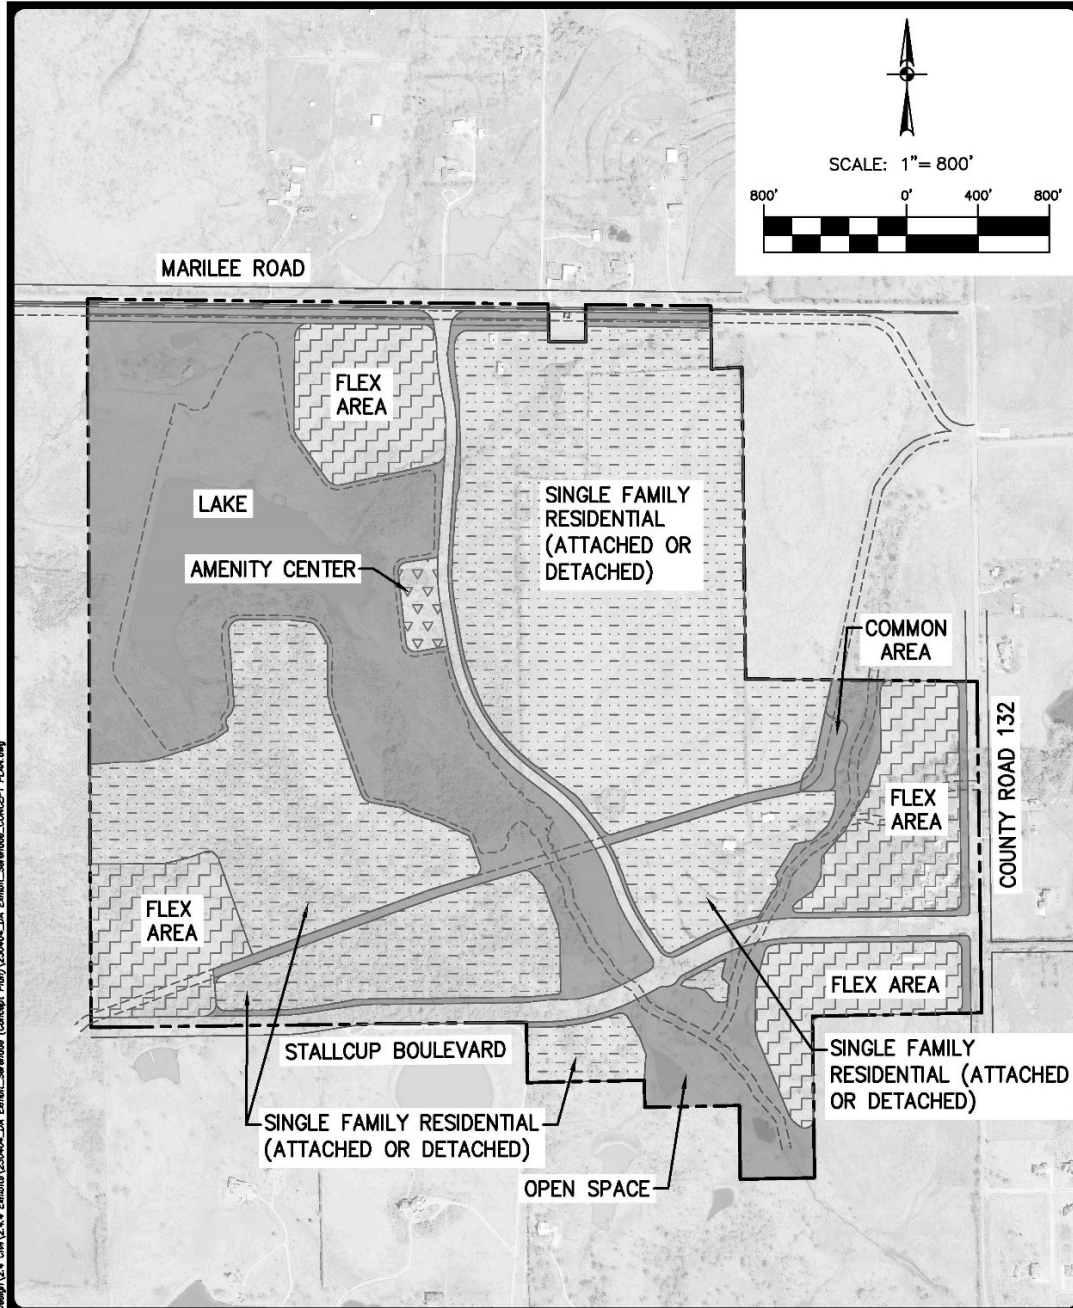 SCALE: 1"= 800'
800' 0' 400' 800'
MARILEE ROAD
FLEX
AREA
LAKE
SINGLE FAMILY
RESIDENTIAL
(ATTACHED OR
DETACHED)
AMENITY CENTER
COMMON
AREA
COUNTY ROAD 132
FLEX
AREA
FLEX
AREA
FLEX AREA
STALLCUP BOULEVARD
SINGLE FAMILY
RESIDENTIAL (ATTACHED
OR DETACHED)
SINGLE FAMILY RESIDENTIAL
(ATTACHED OR DETACHED)
OPEN SPACE